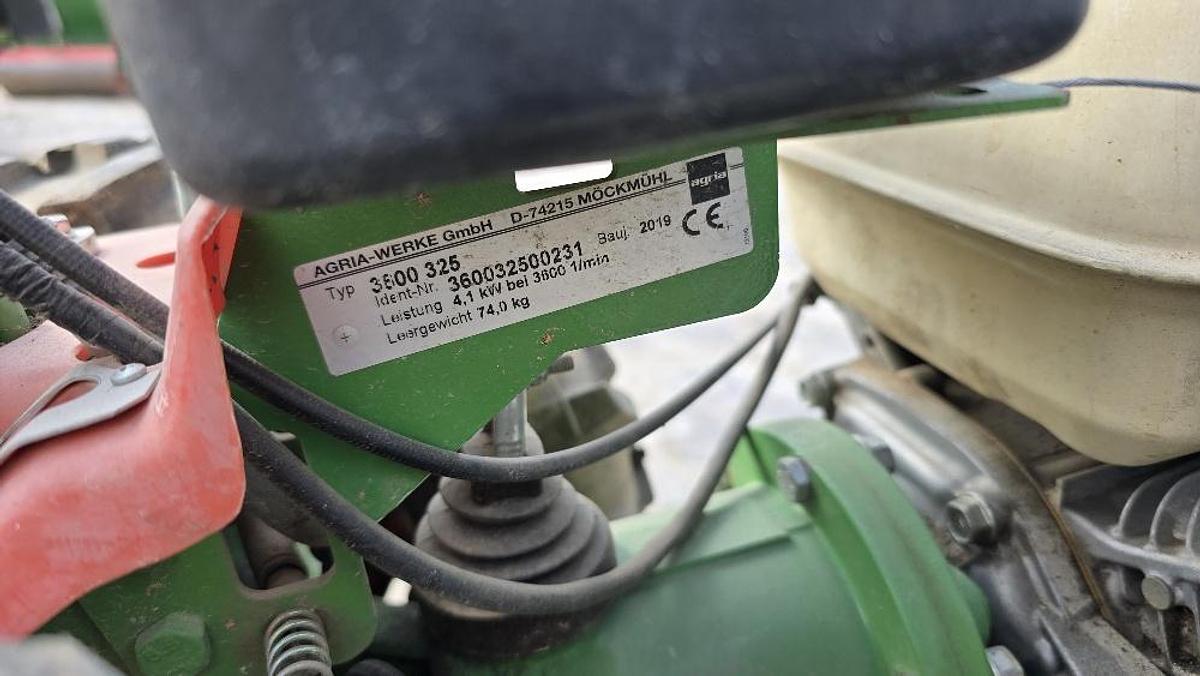 AGRIA-WERKE GmbH D-74215 MÖCKMÜHL agria
Typ 3600 325
Ident-Nr. 360032500231 Bauj. 2019 CE
Leistung 4,1 kW bei 3600 1/min
Leergewicht 74,0 kg